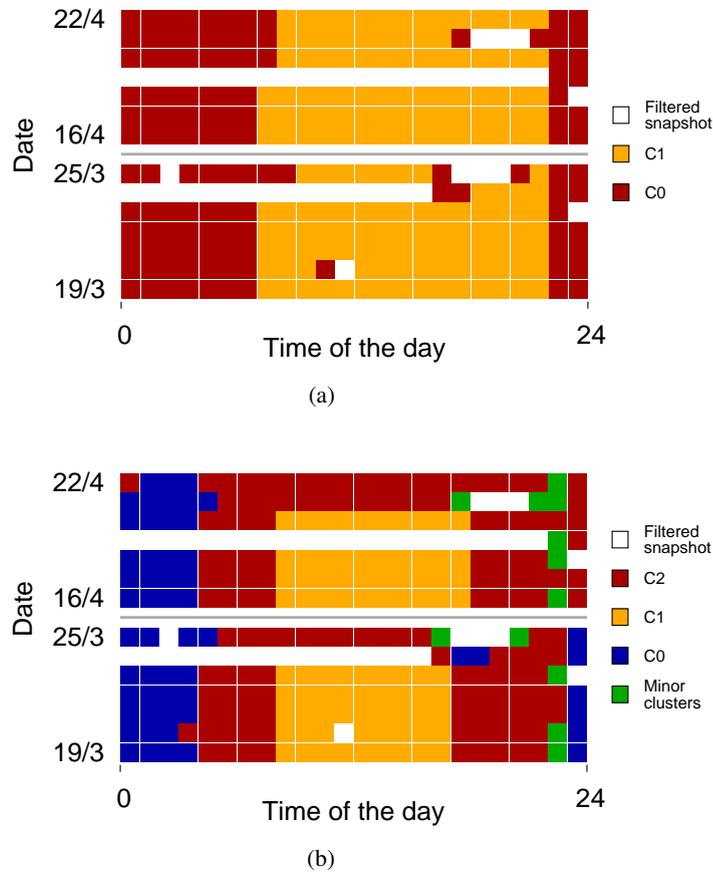 22/4
16/4
25/3
19/3
Date
0
24
Time of the day
Filtered
snapshot
C1
C0
(a)
22/4
16/4
25/3
19/3
Date
0
24
Time of the day
Filtered
snapshot
C2
C1
C0
Minor
clusters
(b)